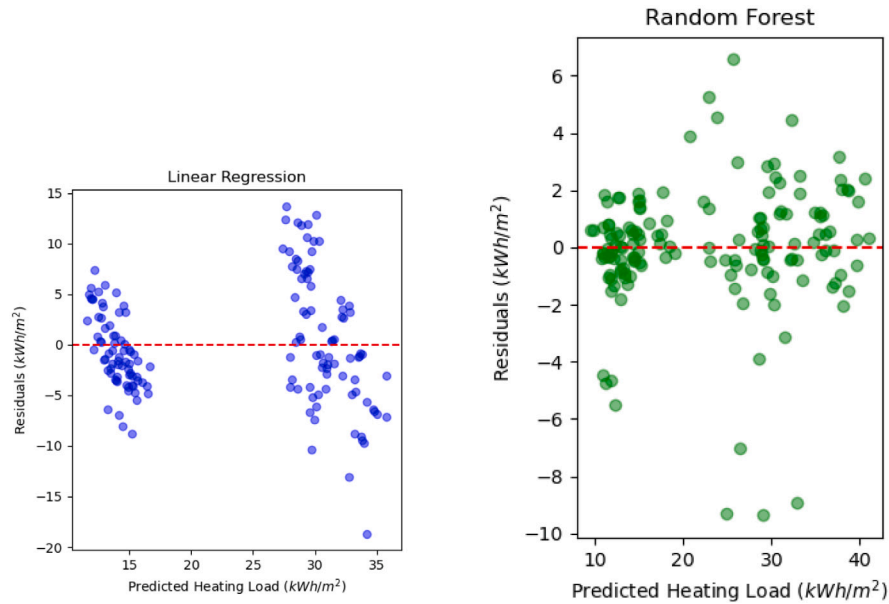 Linear Regression
15
10
5
0
−5
−10
−15
−20
Residuals (kWh/m²)
15 20 25 30 35
Predicted Heating Load (kWh/m²)
Random Forest
6
4
2
0
−2
−4
−6
−8
−10
Residuals (kWh/m²)
10 20 30 40
Predicted Heating Load (kWh/m²)